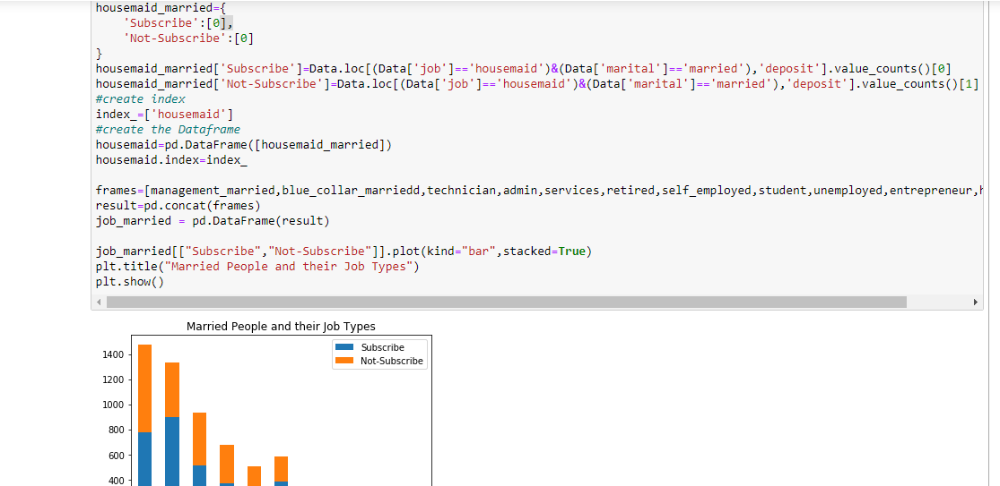 housemaid_married={
    'Subscribe':[0],
    'Not-Subscribe':[0]
}
housemaid_married['Subscribe']=Data.loc[(Data['job']=='housemaid')&(Data['marital']=='married'),'deposit'].value_counts()[0]
housemaid_married['Not-Subscribe']=Data.loc[(Data['job']=='housemaid')&(Data['marital']=='married'),'deposit'].value_counts()[1]
#create index
index_=['housemaid']
#create the Dataframe
housemaid=pd.DataFrame([housemaid_married])
housemaid.index=index_
frames=[management_married,blue_collar_marriedd,technician,admin,services,retired,self_employed,student,unemployed,entrepreneur,
result=pd.concat(frames)
job_married = pd.DataFrame(result)
job_married[["Subscribe","Not-Subscribe"]].plot(kind="bar",stacked=True)
plt.title("Married People and their Job Types")
plt.show()
Married People and their Job Types
Subscribe
Not-Subscribe
1400
1200
1000
800
600
400